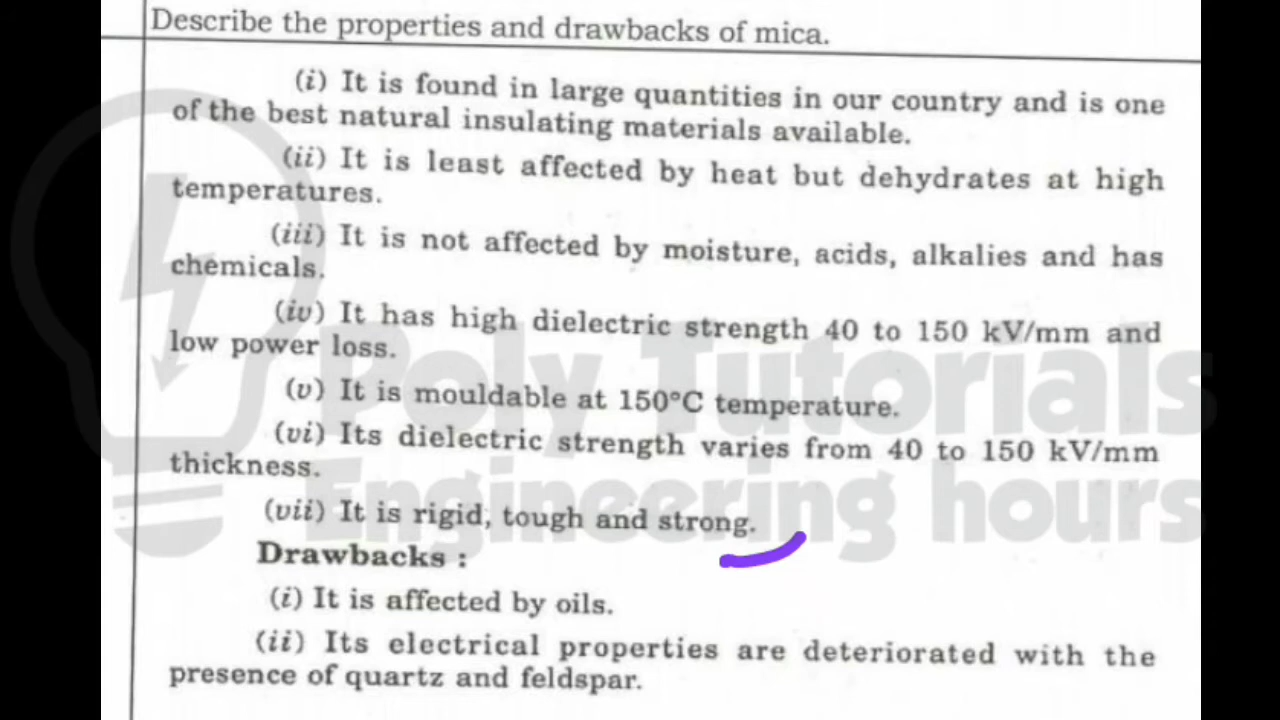 Describe the properties and drawbacks of mica.
(i) It is found in large quantities in our country and is one
of the best natural insulating materials available.
(ii) It is least affected by heat but dehydrates at high
temperatures.
(iii) It is not affected by moisture, acids, alkalies and has
chemicals.
(iv) It has high dielectric strength 40 to 150 kV/mm and
low power loss.
(v) It is mouldable at 150°C temperature.
(vi) Its dielectric strength varies from 40 to 150 kV/mm
thickness.
(vii) It is rigid, tough and strong.
Drawbacks :
(i) It is affected by oils.
(ii) Its electrical properties are deteriorated with the
presence of quartz and feldspar.
Poly Tutorials
Engineering hours